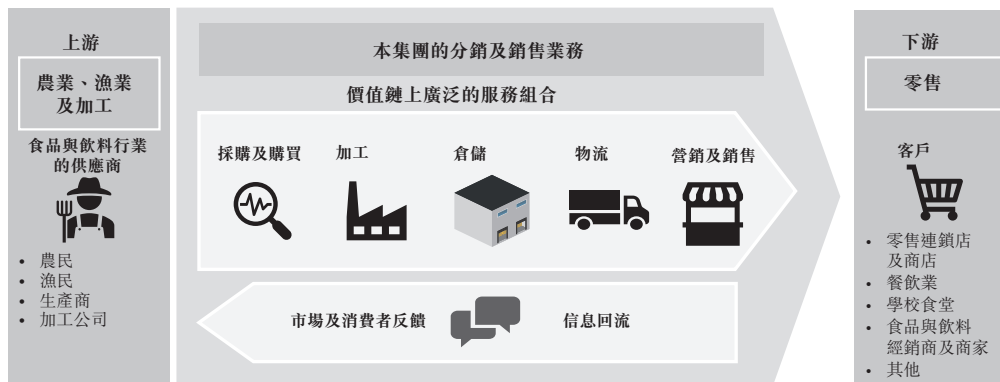 上游
農業、漁業
及加工
食品與飲料行業
的供應商
• 農民
• 漁民
• 生產商
• 加工公司
本集團的分銷及銷售業務
價值鏈上廣泛的服務組合
採購及購買
加工
倉儲
物流
營銷及銷售
市場及消費者反饋
信息回流
下游
零售
客戶
• 零售連鎖店
及商店
• 餐飲業
• 學校食堂
• 食品與飲料
經銷商及商家
• 其他